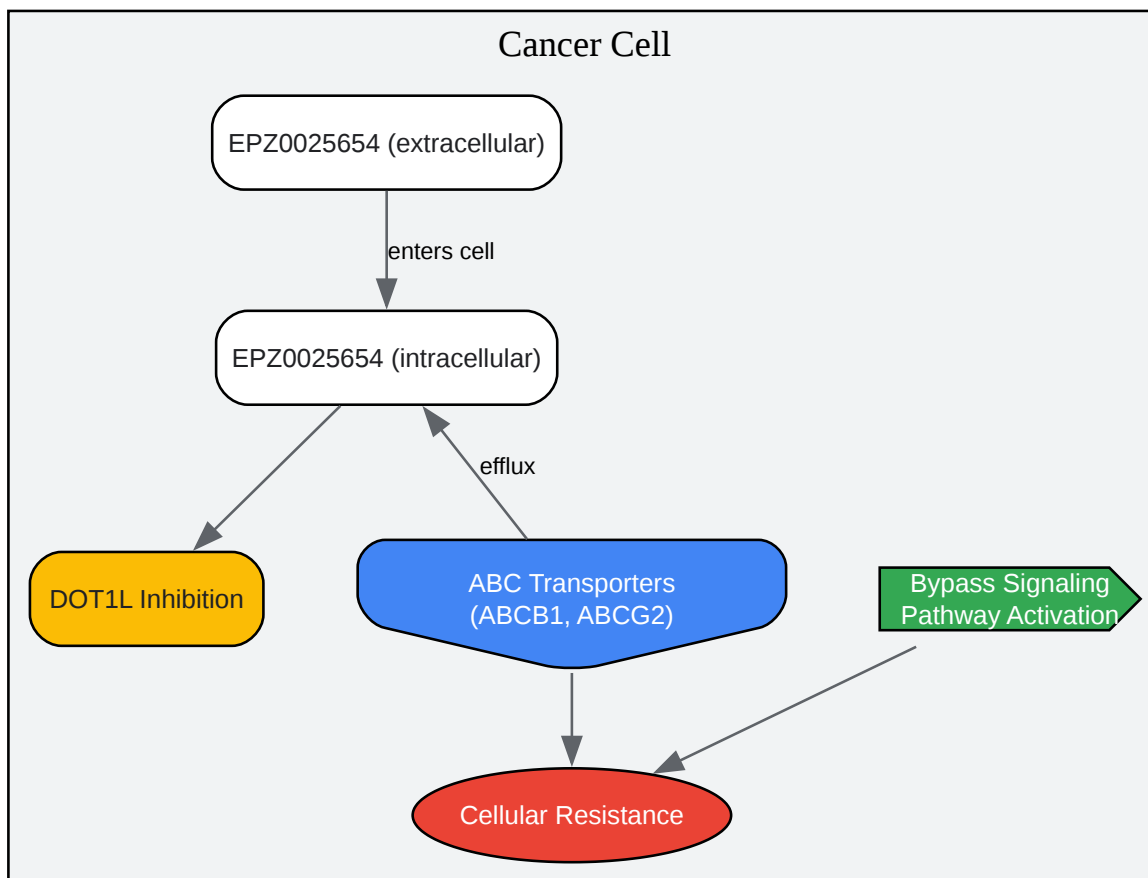 Cancer Cell
EPZ0025654 (extracellular)
enters cell
EPZ0025654 (intracellular)
efflux
DOT1L Inhibition
ABC Transporters
(ABCB1, ABCG2)
Bypass Signaling
Pathway Activation
Cellular Resistance